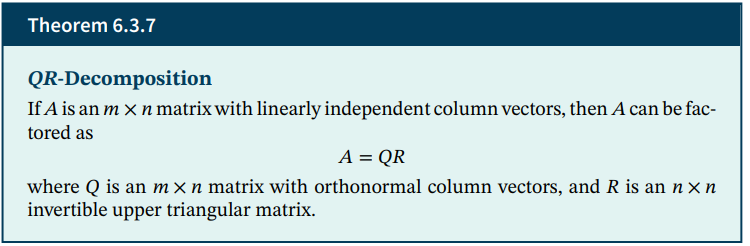 Theorem 6.3.7
QR-Decomposition
If A is an m × n matrix with linearly independent column vectors, then A can be fac-
tored as
A = QR
where Q is an m × n matrix with orthonormal column vectors, and R is an n × n
invertible upper triangular matrix.